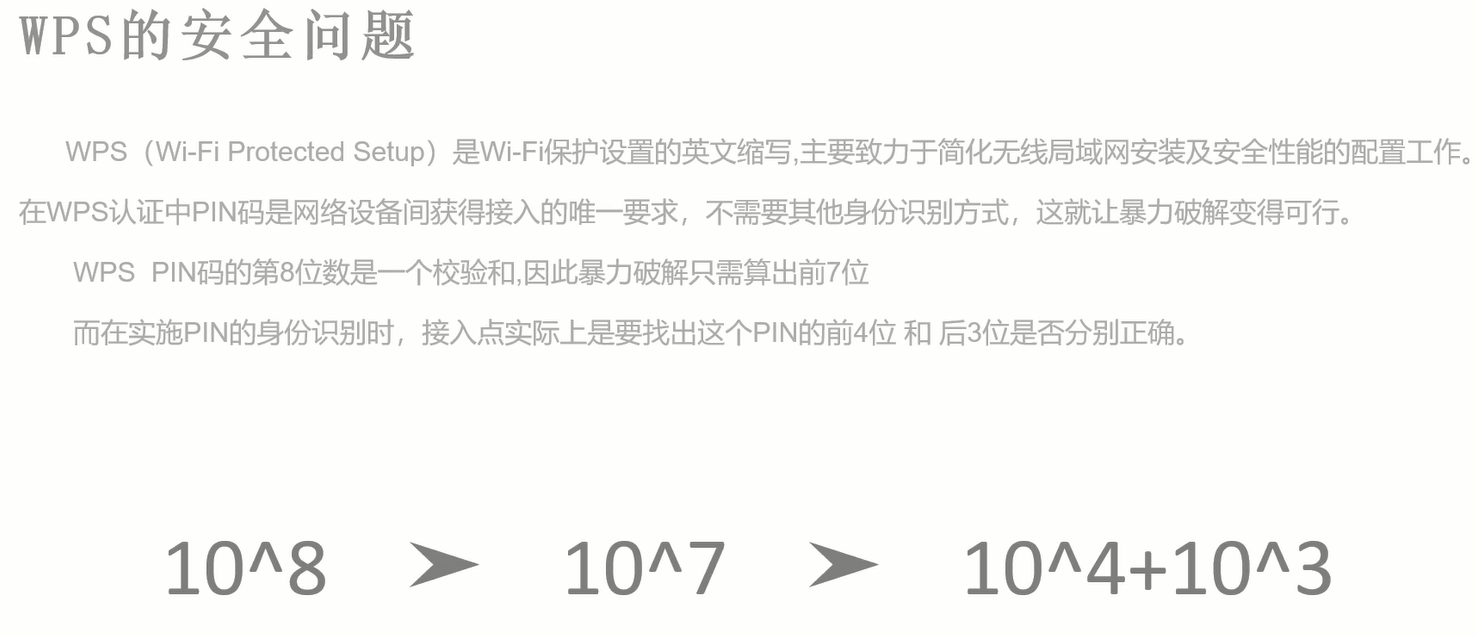 WPS的安全问题
WPS（Wi-Fi Protected Setup）是Wi-Fi保护设置的英文缩写,主要致力于简化无线局域网安装及安全性能的配置工作。
在WPS认证中PIN码是网络设备间获得接入的唯一要求，不需要其他身份识别方式，这就让暴力破解变得可行。
WPS  PIN码的第8位数是一个校验和,因此暴力破解只需算出前7位
而在实施PIN的身份识别时，接入点实际上是要找出这个PIN的前4位 和 后3位是否分别正确。
10^8 ➤ 10^7 ➤ 10^4+10^3